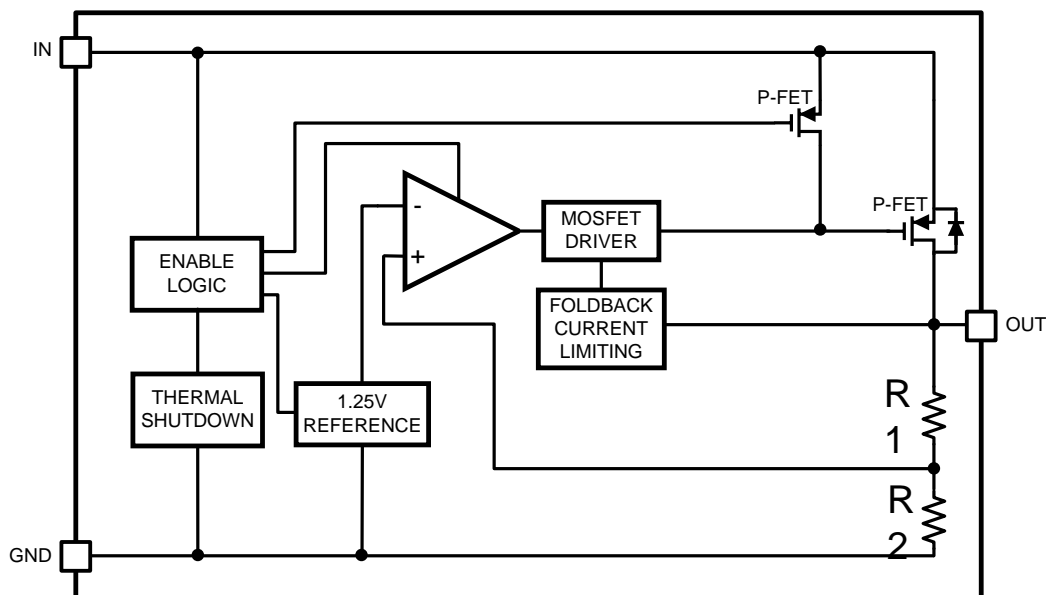 IN
P-FET
P-FET
-
MOSFET
DRIVER
+
ENABLE
LOGIC
FOLDBACK
CURRENT
LIMITING
OUT
THERMAL
SHUTDOWN
1.25V
REFERENCE
R
1
R
2
GND